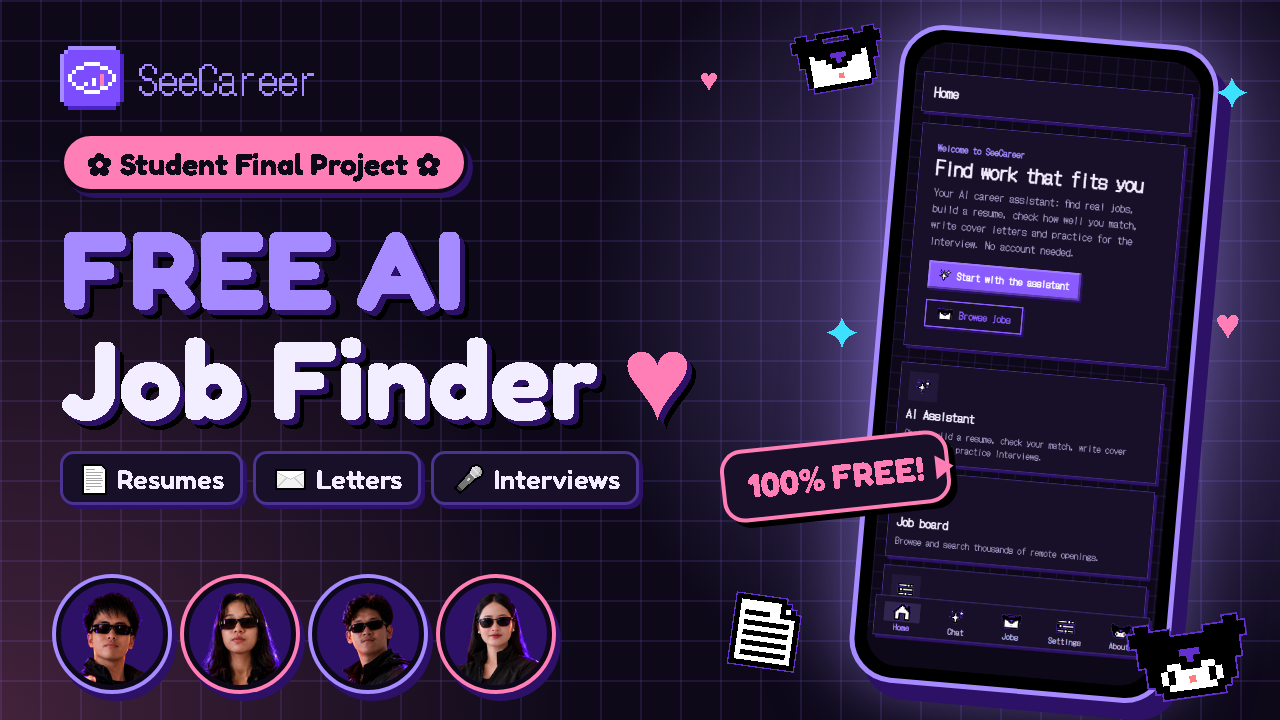 SeeCareer
✿ Student Final Project ✿
FREE AI
Job Finder ♥
Resumes
Letters
Interviews
100% FREE!
Home
Welcome to SeeCareer
Find work that fits you
Your AI career assistant: find real jobs,
build a resume, check how well you match,
write cover letters and practice for the
interview. No account needed.
Start with the assistant
Browse jobs
AI Assistant
build a resume, check your match, write cover
practice interviews.
Job board
Browse and search thousands of remote openings.
Home
Chat
Jobs
Settings
About